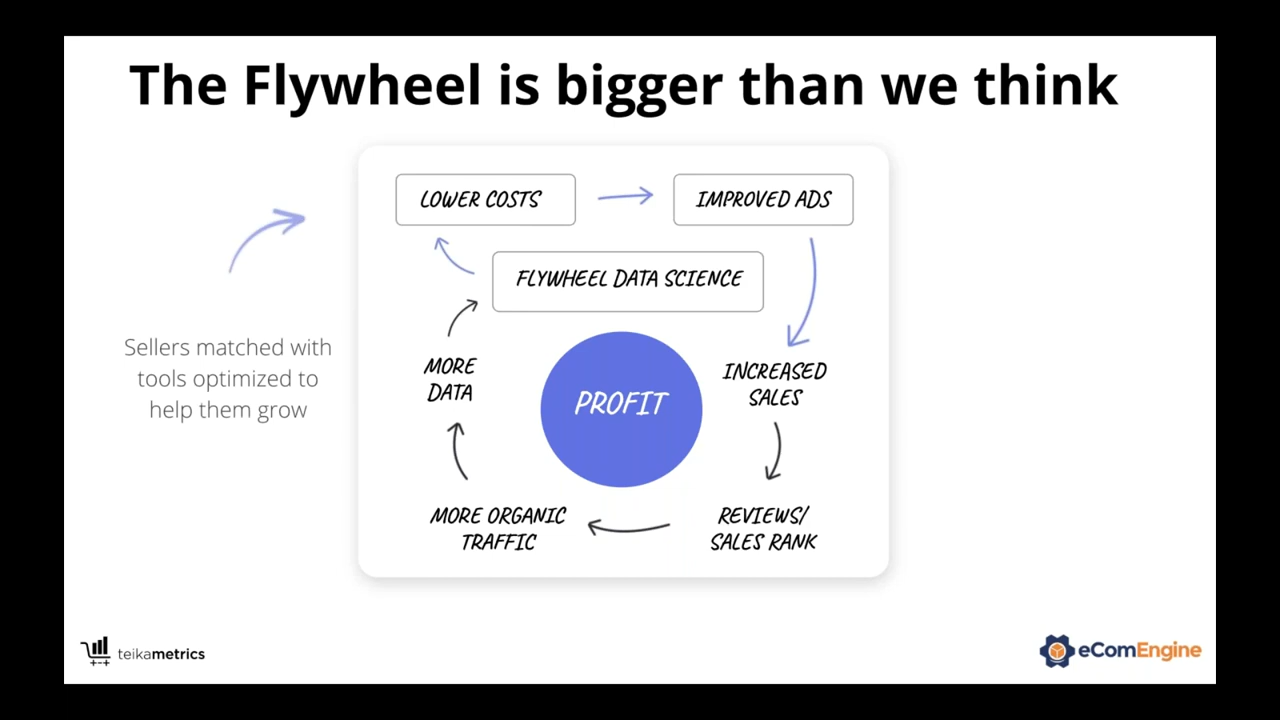 The Flywheel is bigger than we think
LOWER COSTS
IMPROVED ADS
FLYWHEEL DATA SCIENCE
Sellers matched with
tools optimized to
help them grow
MORE
DATA
PROFIT
INCREASED
SALES
MORE ORGANIC
TRAFFIC
REVIEWS/
SALES RANK
teikametrics
eComEngine